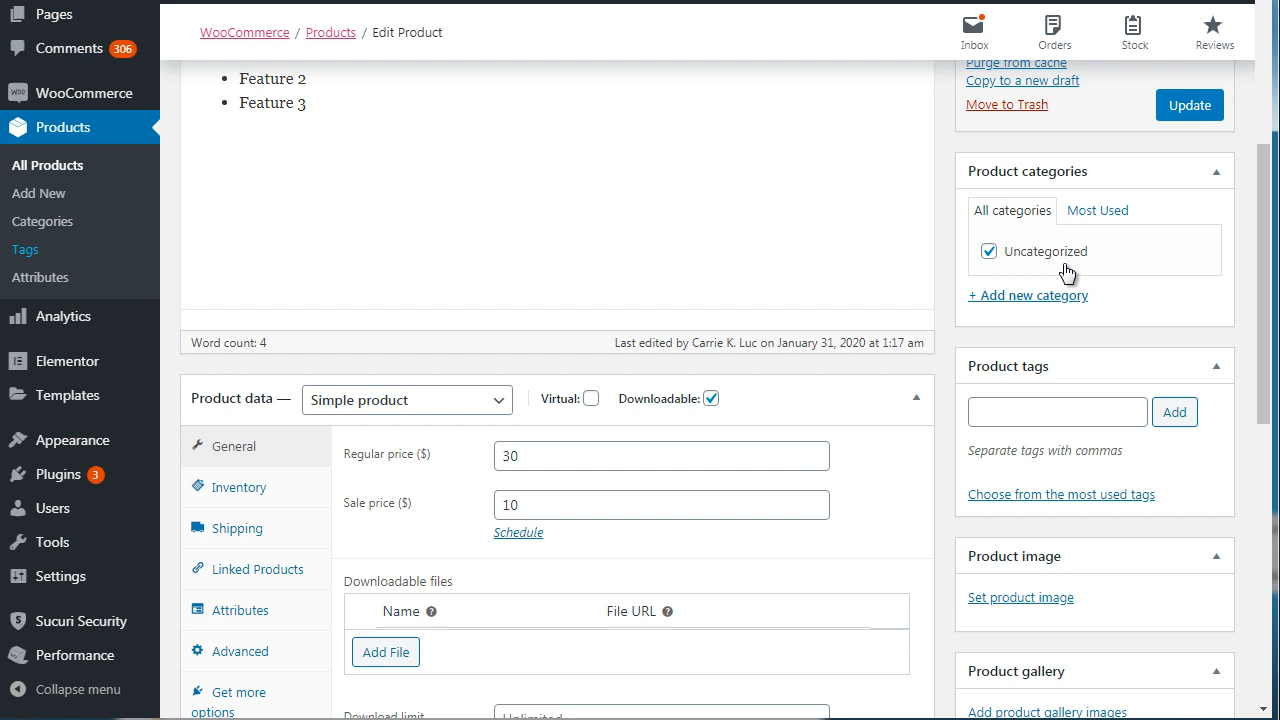 Pages
Comments 306
WooCommerce
Products
All Products
Add New
Categories
Tags
Attributes
Analytics
Elementor
Templates
Appearance
Plugins 3
Users
Tools
Settings
Sucuri Security
Performance
Collapse menu
WooCommerce / Products / Edit Product
Inbox
Orders
Stock
Reviews
Feature 2
Feature 3
Word count: 4
Last edited by Carrie K. Luc on January 31, 2020 at 1:17 am
Product data —
Simple product
Virtual:
Downloadable:
General
Inventory
Shipping
Linked Products
Attributes
Advanced
Get more
options
Regular price ($)
30
Sale price ($)
10
Schedule
Downloadable files
Name
File URL
Add File
Download limit
Unlimited
Purge from cache
Copy to a new draft
Move to Trash
Update
Product categories
All categories
Most Used
Uncategorized
+ Add new category
Product tags
Add
Separate tags with commas
Choose from the most used tags
Product image
Set product image
Product gallery
Add product gallery images